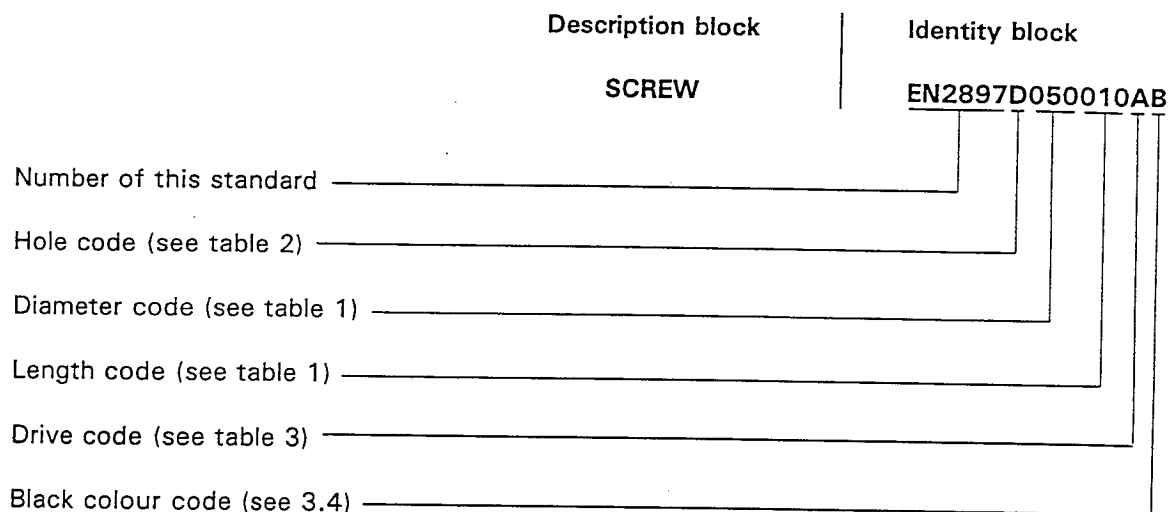 Description block
Identity block
SCREW
EN2897D050010AB
Number of this standard
Hole code (see table 2)
Diameter code (see table 1)
Length code (see table 1)
Drive code (see table 3)
Black colour code (see 3.4)